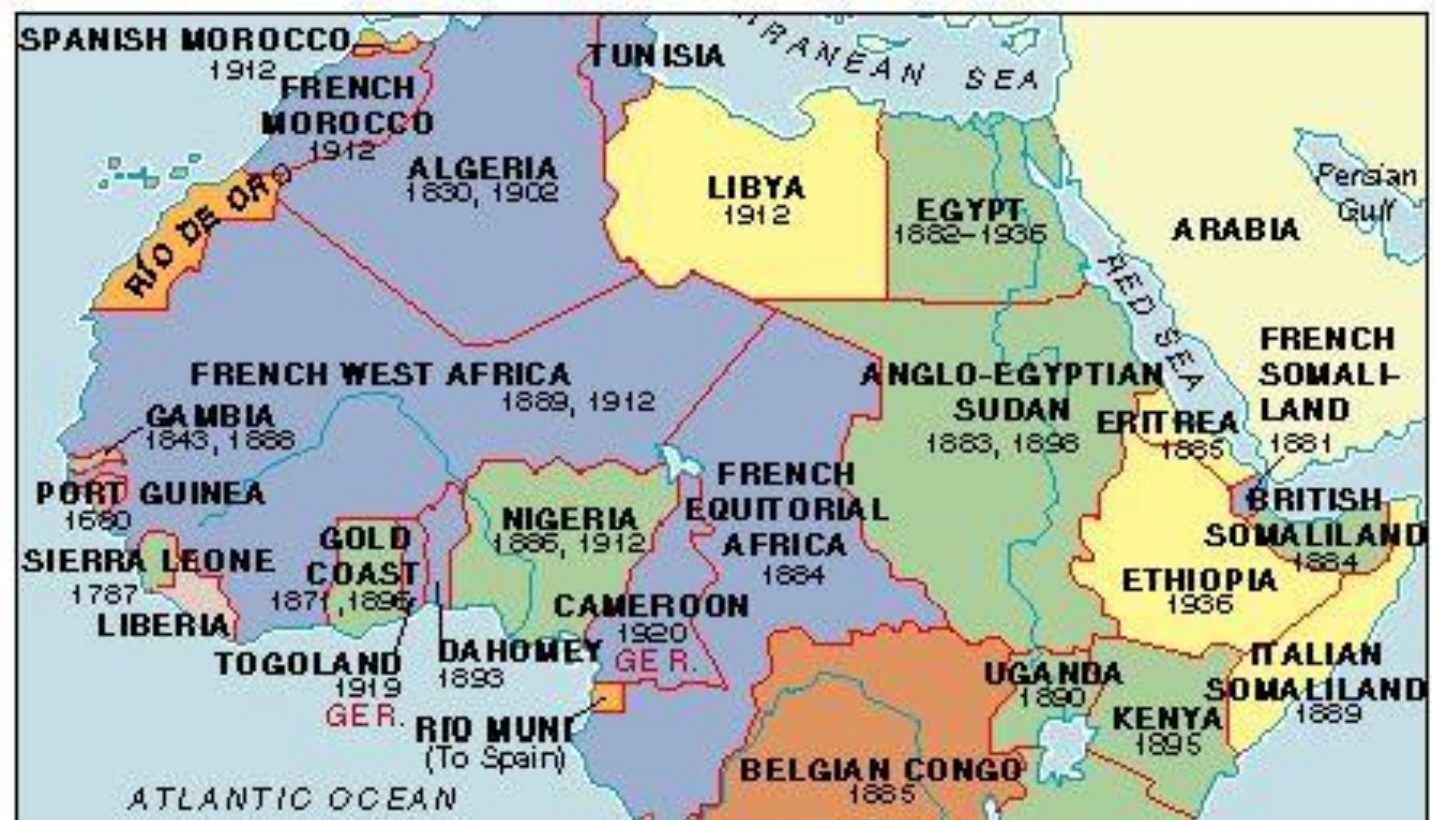 SPANISH MOROCCO
1912
FRENCH
MOROCCO
1912
TUNISIA
SEA
ALGERIA
1830, 1902
LIBYA
1912
EGYPT
1882-1936
ARABIA
Persian
Gulf
RÍO DE OR
RED SEA
FRENCH WEST AFRICA
1889, 1912
ANGLO-EGYPTIAN
SUDAN
1883, 1898
ERITREA
1885
FRENCH
SOMALI-
LAND
1881
GAMBIA
1843, 1888
PORT GUINEA
1680
SIERRA LEONE
1787
LIBERIA
GOLD
COAST
1871, 1896
NIGERIA
1886, 1912
FRENCH
EQUITORIAL
AFRICA
1884
BRITISH
SOMALILAND
1884
ETHIOPIA
1936
CAMEROON
1920
GER.
TOGOLAND
1919
GER.
DAHOMEY
1893
RIO MUNI
(To Spain)
UGANDA
1890
KENYA
1895
ITALIAN
SOMALILAND
1889
BELGIAN CONGO
1885
ATLANTIC OCEAN